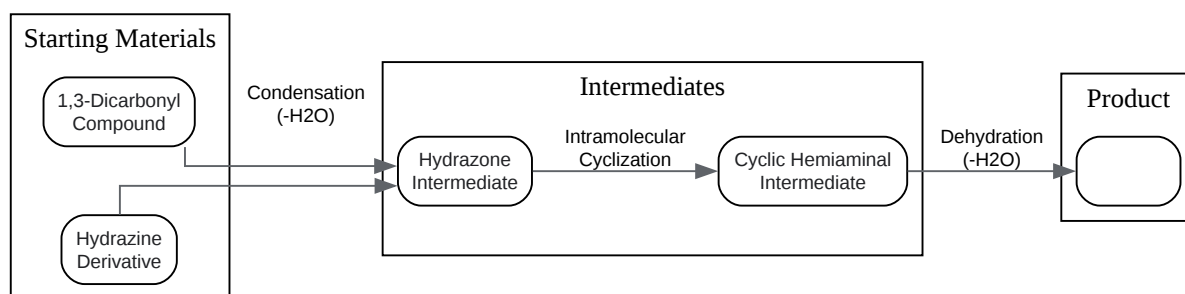 Starting Materials
1,3-Dicarbonyl
Compound
Hydrazine
Derivative
Condensation
(-H2O)
Intermediates
Hydrazone
Intermediate
Intramolecular
Cyclization
Cyclic Hemiaminal
Intermediate
Dehydration
(-H2O)
Product